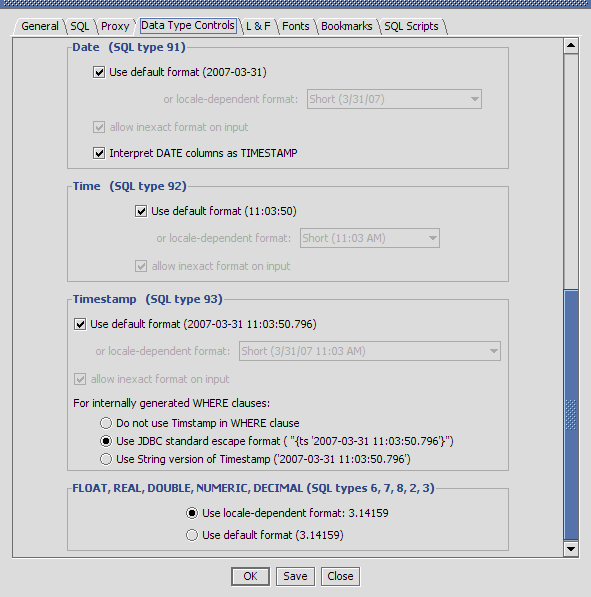 General SQL Proxy Data Type Controls L & F Fonts Bookmarks SQL Scripts
Date (SQL type 91)
Use default format (2007-03-31)
or locale-dependent format: Short (3/31/07)
allow inexact format on input
Interpret DATE columns as TIMESTAMP
Time (SQL type 92)
Use default format (11:03:50)
or locale-dependent format: Short (11:03 AM)
allow inexact format on input
Timestamp (SQL type 93)
Use default format (2007-03-31 11:03:50.796)
or locale-dependent format: Short (3/31/07 11:03 AM)
allow inexact format on input
For internally generated WHERE clauses:
Do not use Timstamp in WHERE clause
Use JDBC standard escape format ( "{ts '2007-03-31 11:03:50.796'}")
Use String version of Timestamp ('2007-03-31 11:03:50.796')
FLOAT, REAL, DOUBLE, NUMERIC, DECIMAL (SQL types 6, 7, 8, 2, 3)
Use locale-dependent format: 3.14159
Use default format (3.14159)
OK Save Close